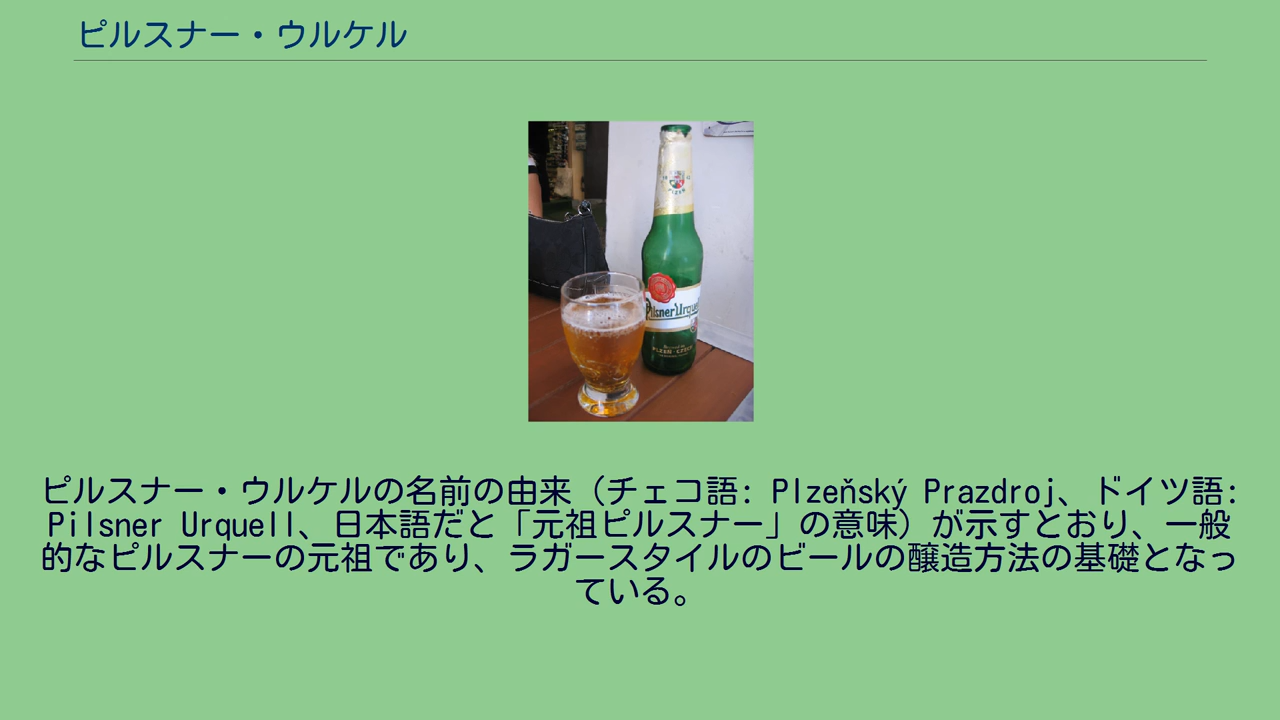 ピルスナー・ウルケル
PLZEN
Pilsner Urquell
PLZEŇ - CZECH
ピルスナー・ウルケルの名前の由来（チェコ語: Plzeňský Prazdroj、ドイツ語:
Pilsner Urquell、日本語だと「元祖ピルスナー」の意味）が示すとおり、一般
的なピルスナーの元祖であり、ラガースタイルのビールの醸造方法の基礎となっ
ている。